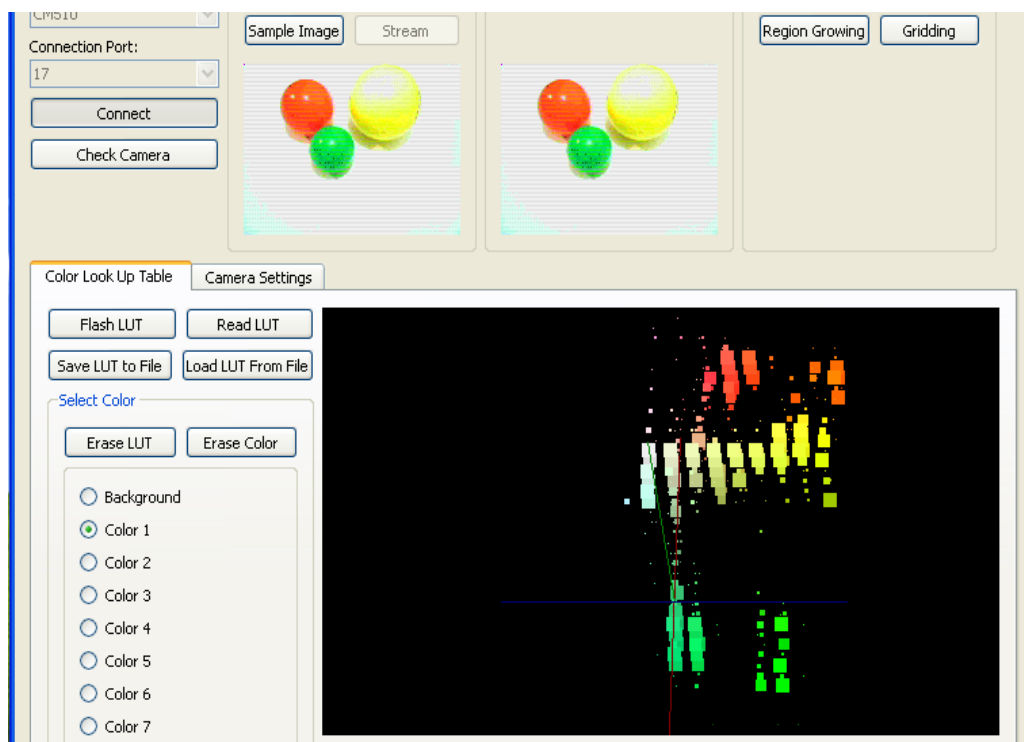 CM510
Sample Image
Stream
Region Growing
Gridding
Connection Port:
17
Connect
Check Camera
Color Look Up Table
Camera Settings
Flash LUT
Read LUT
Save LUT to File
Load LUT From File
Select Color
Erase LUT
Erase Color
Background
Color 1
Color 2
Color 3
Color 4
Color 5
Color 6
Color 7